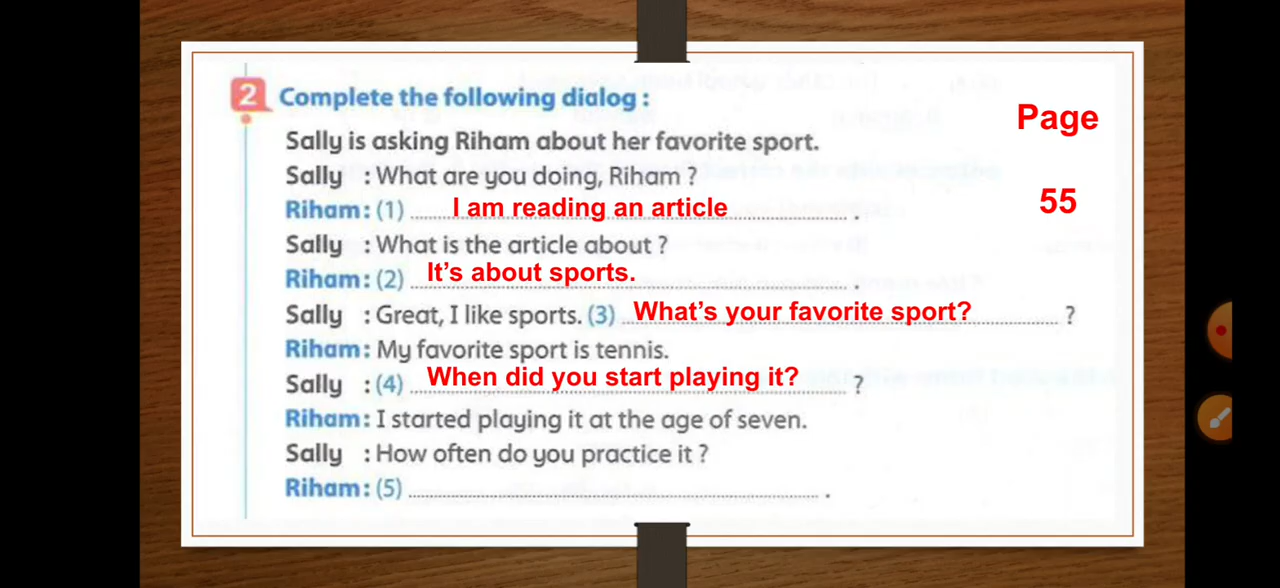 2 Complete the following dialog :
Page
Sally is asking Riham about her favorite sport.
Sally : What are you doing, Riham ?
55
Riham : (1) I am reading an article .
Sally : What is the article about ?
Riham : (2) It's about sports. .
Sally : Great, I like sports. (3) What's your favorite sport? ?
Riham : My favorite sport is tennis.
Sally : (4) When did you start playing it? ?
Riham : I started playing it at the age of seven.
Sally : How often do you practice it ?
Riham : (5) .